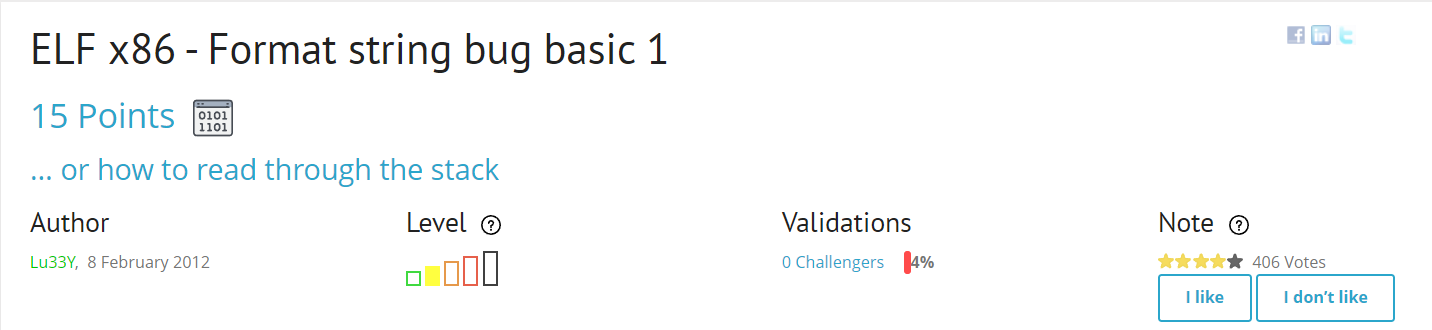 ELF x86 - Format string bug basic 1
15 Points
0101
1101
... or how to read through the stack
Author Level ? Validations Note ?
Lu33Y, 8 February 2012 0 Challengers 4% 406 Votes
I like I don’t like